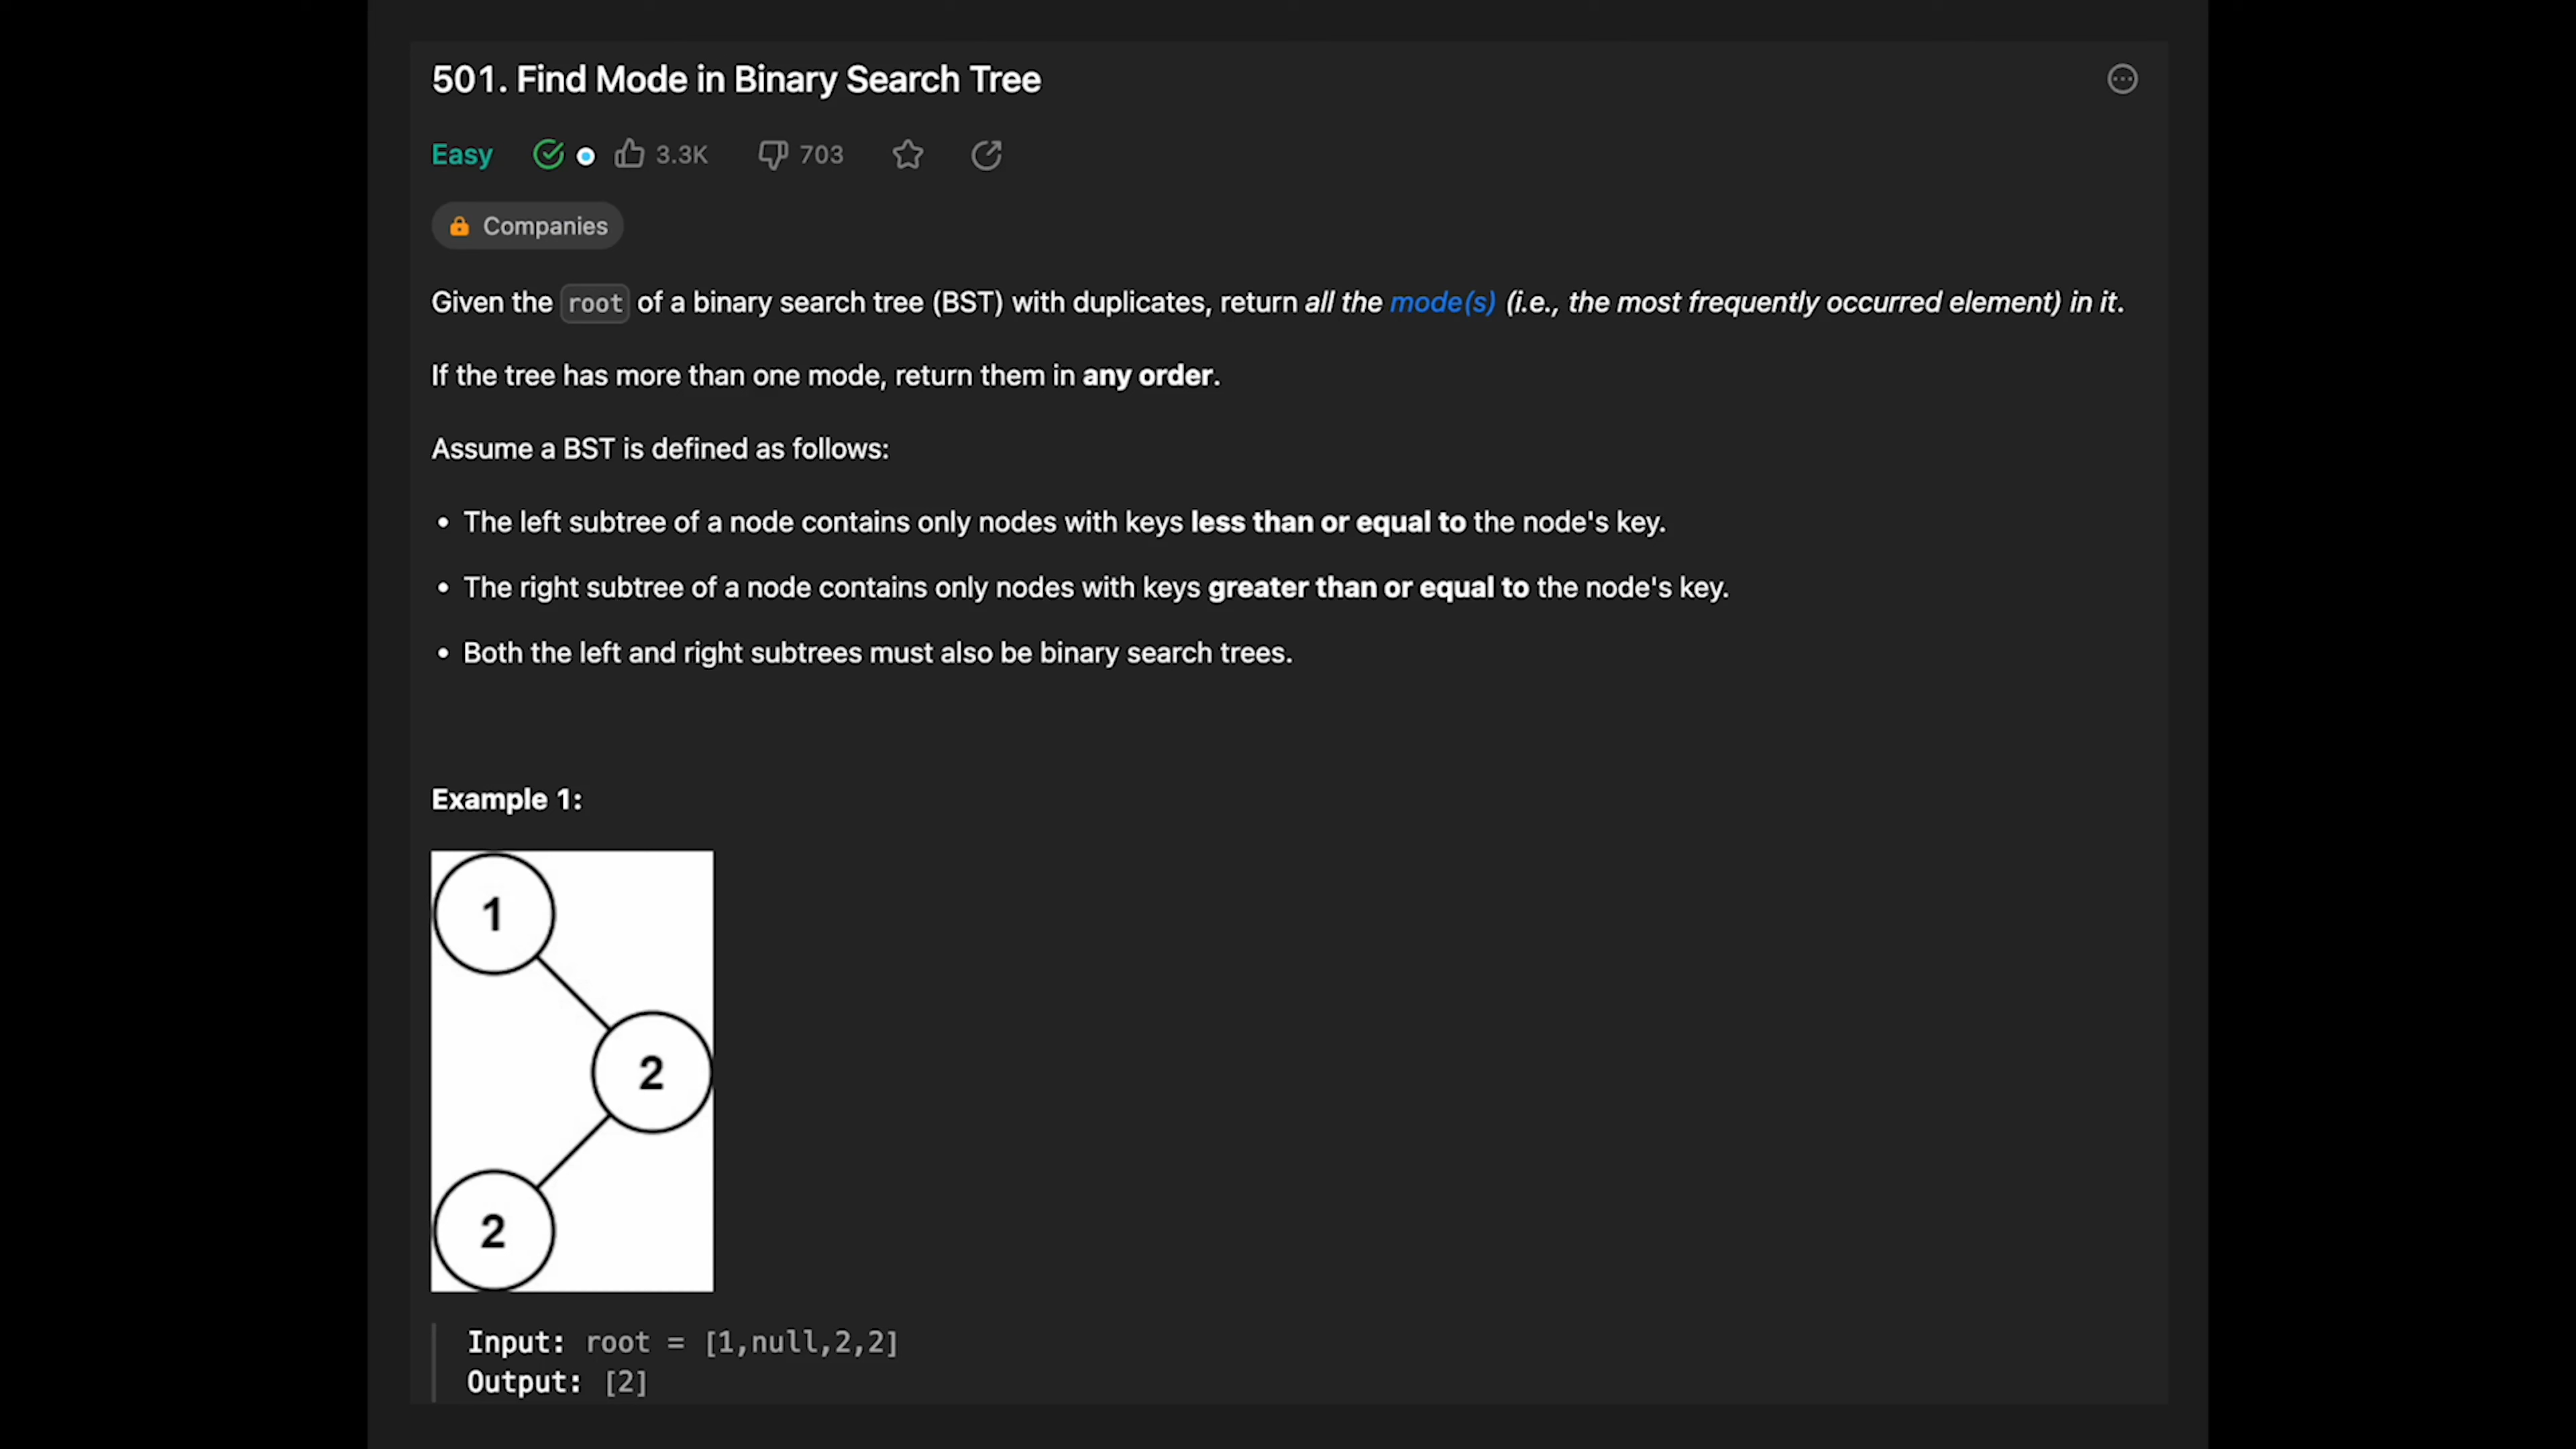 501. Find Mode in Binary Search Tree
Easy 3.3K 703
Companies
Given the root of a binary search tree (BST) with duplicates, return all the mode(s) (i.e., the most frequently occurred element) in it.
If the tree has more than one mode, return them in any order.
Assume a BST is defined as follows:
• The left subtree of a node contains only nodes with keys less than or equal to the node's key.
• The right subtree of a node contains only nodes with keys greater than or equal to the node's key.
• Both the left and right subtrees must also be binary search trees.
Example 1:
1
2
2
Input: root = [1,null,2,2]
Output: [2]